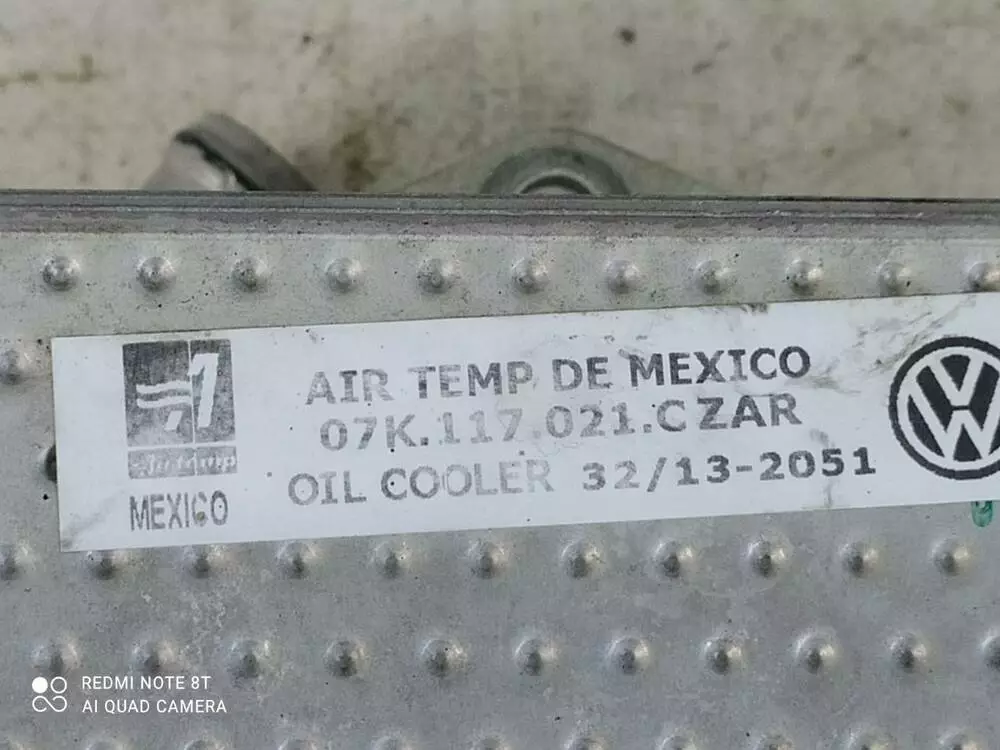 AIR TEMP DE MEXICO
07K.117.021.C ZAR
OIL COOLER 32/13-2051
Airtemp
MEXICO
REDMI NOTE 8T
AI QUAD CAMERA